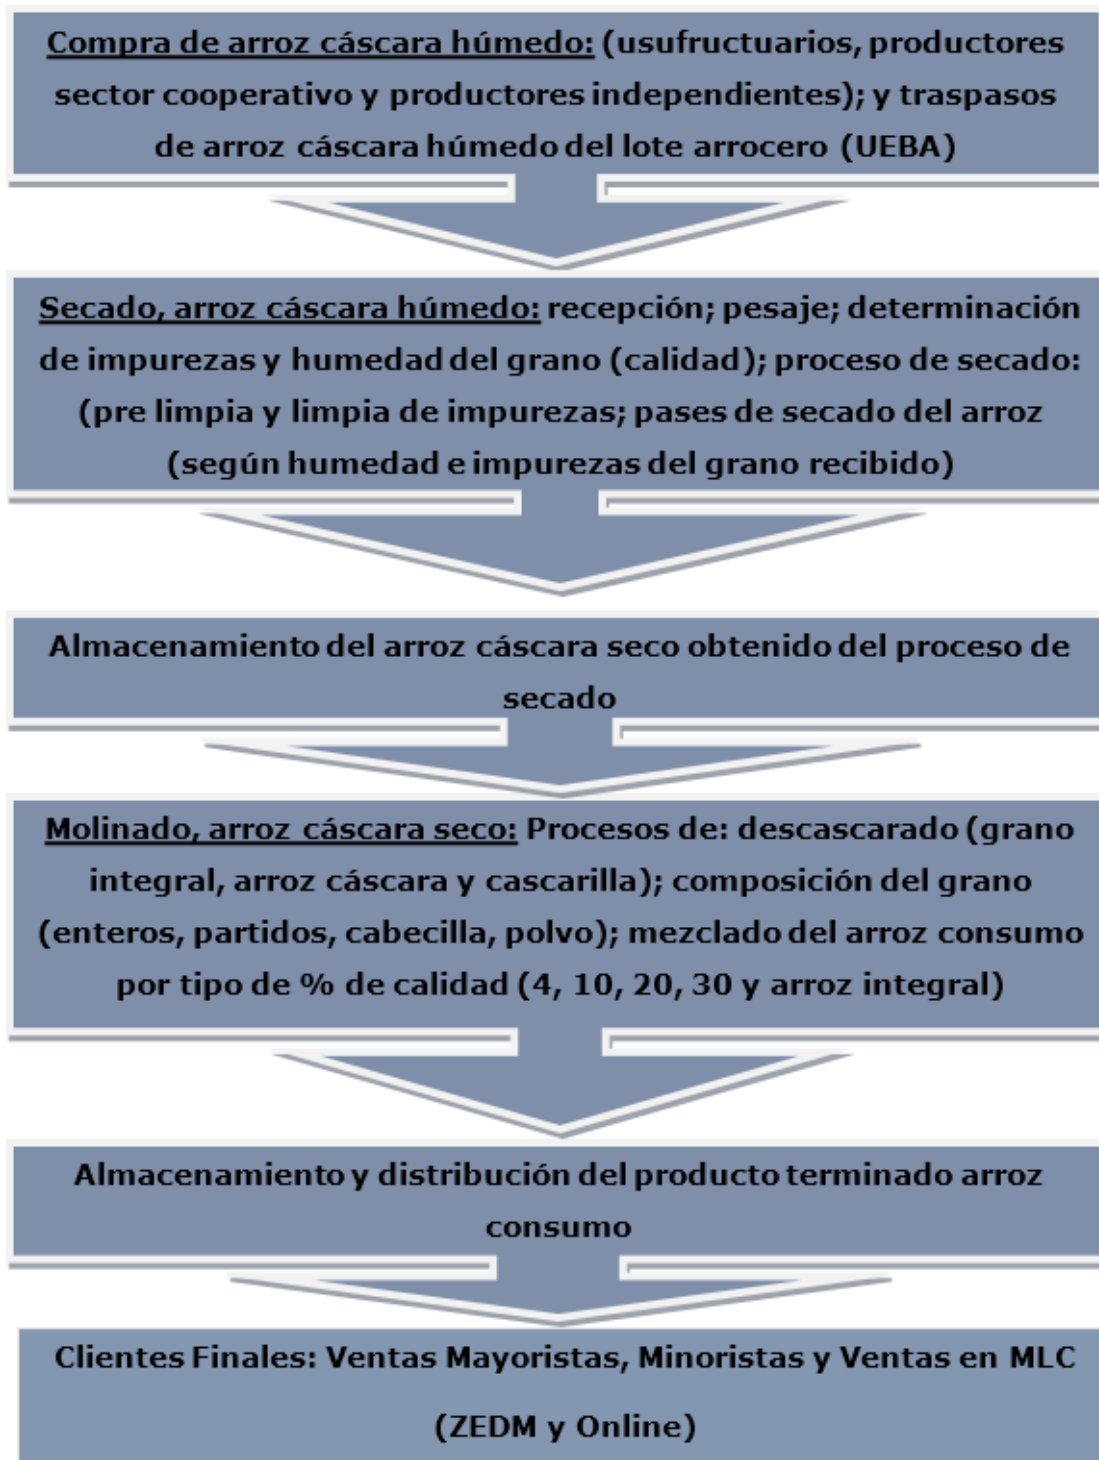 Compra de arroz cáscara húmedo: (usufructuarios, productores
sector cooperativo y productores independientes); y traspasos
de arroz cáscara húmedo del lote arrocero (UEBA)
Secado, arroz cáscara húmedo: recepción; pesaje; determinación
de impurezas y humedad del grano (calidad); proceso de secado:
(pre limpia y limpia de impurezas; pases de secado del arroz
(según humedad e impurezas del grano recibido)
Almacenamiento del arroz cáscara seco obtenido del proceso de
secado
Molinado, arroz cáscara seco: Procesos de: descascarado (grano
integral, arroz cáscara y cascarilla); composición del grano
(enteros, partidos, cabecilla, polvo); mezclado del arroz consumo
por tipo de % de calidad (4, 10, 20, 30 y arroz integral)
Almacenamiento y distribución del producto terminado arroz
consumo
Clientes Finales: Ventas Mayoristas, Minoristas y Ventas en MLC
(ZEDM y Online)